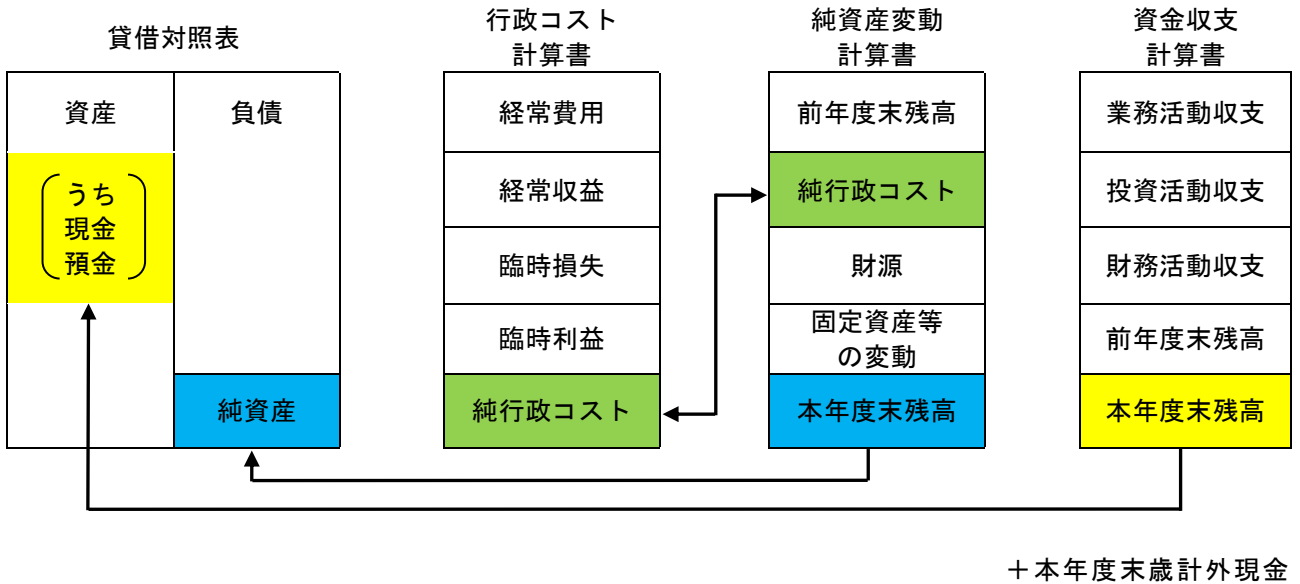 貸借対照表
資産
負債
うち
現金
預金
純資産
行政コスト
計算書
経常費用
経常収益
臨時損失
臨時利益
純行政コスト
純資産変動
計算書
前年度末残高
純行政コスト
財源
固定資産等
の変動
本年度末残高
資金収支
計算書
業務活動収支
投資活動収支
財務活動収支
前年度末残高
本年度末残高
＋本年度末歳計外現金